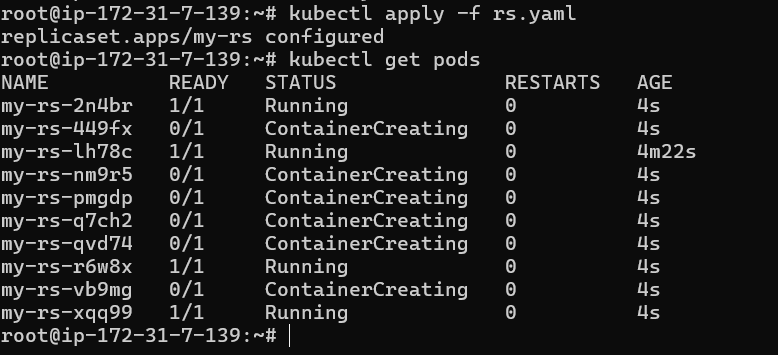 root@ip-172-31-7-139:~# kubectl apply -f rs.yaml
replicaset.apps/my-rs configured
root@ip-172-31-7-139:~# kubectl get pods
NAME READY STATUS RESTARTS AGE
my-rs-2n4br 1/1 Running 0 4s
my-rs-449fx 0/1 ContainerCreating 0 4s
my-rs-lh78c 1/1 Running 0 4m22s
my-rs-nm9r5 0/1 ContainerCreating 0 4s
my-rs-pmgdp 0/1 ContainerCreating 0 4s
my-rs-q7ch2 0/1 ContainerCreating 0 4s
my-rs-qvd74 0/1 ContainerCreating 0 4s
my-rs-r6w8x 1/1 Running 0 4s
my-rs-vb9mg 0/1 ContainerCreating 0 4s
my-rs-xqq99 1/1 Running 0 4s
root@ip-172-31-7-139:~#